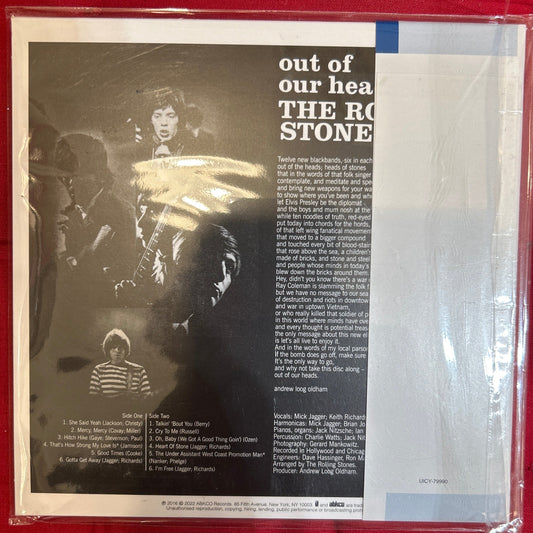 out of
our hea
THE RO
STONE
Twelve new blackbands, six in each
out of the heads; heads of stones
that in the words of that folk singer
contemplate, and meditate and spe
and bring new weapons for your wa
to show where you've been and wh
let Elvis Presley be the diplomat
and the boys and mum nosh at the
while ten noodles of truth, red-eyed
put today into chords for the hords,
of that left wing fanatical movemen
that moved to a bigger compound
and touched every bit of blood-stain
that rose above the sea, a children'
made of bricks, and stone and steel
and people whose minds in today's
blew down the bricks around them.
Hey, didn't you know there's a war
Ray Coleman is slamming the folk f
but we have no message to our sea
of destruction and riots in downtow
and war in uptown Vietnam,
or who really killed that soldier of p
in this world where minds have ove
and every thought is potential treas
the only message about this new el
is let's all live to enjoy it.
And in the words of my local parso
If the bomb does go off, make sure
It's the only way to go,
and why not take this disc along -
out of our heads.
andrew loog oldham
Side One
1. She Said Yeah (Jackson; Christy)
2. Mercy, Mercy (Covay; Miller)
3. Hitch Hike (Gaye; Stevenson; Paul)
4. That's How Strong My Love Is* (Jamison)
5. Good Times (Cooke)
6. Gotta Get Away (Jagger; Richards)
Side Two
1. Talkin' 'Bout You (Berry)
2. Cry To Me (Russell)
3. Oh, Baby (We Got A Good Thing Goin') (Ozen)
4. Heart Of Stone (Jagger; Richards)
5. The Under Assistant West Coast Promotion Man*
(Nanker, Phelge)
6. I'm Free (Jagger; Richards)
Vocals: Mick Jagger; Keith Richard;
Harmonicas: Mick Jagger; Brian Jo
Pianos, organs: Jack Nitzsche; Ian
Percussion: Charlie Watts; Jack Nit
Photography: Gerard Mankowitz.
Recorded In Hollywood and Chicag
Engineers: Dave Hassinger, Ron M
Arranged by The Rolling Stones.
Producer: Andrew Loog Oldham.
℗ 2016 © 2022 ABKCO Records, 85 Fifth Avenue, New York, NY 10003. and abkco are trad
Unauthorised reproduction, copying, hiring, lending, public performance or broadcasting prohi
UICY-79990